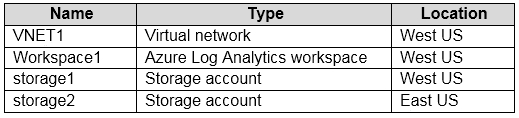 Name Type Location
VNET1 Virtual network West US
Workspace1 Azure Log Analytics workspace West US
storage1 Storage account West US
storage2 Storage account East US